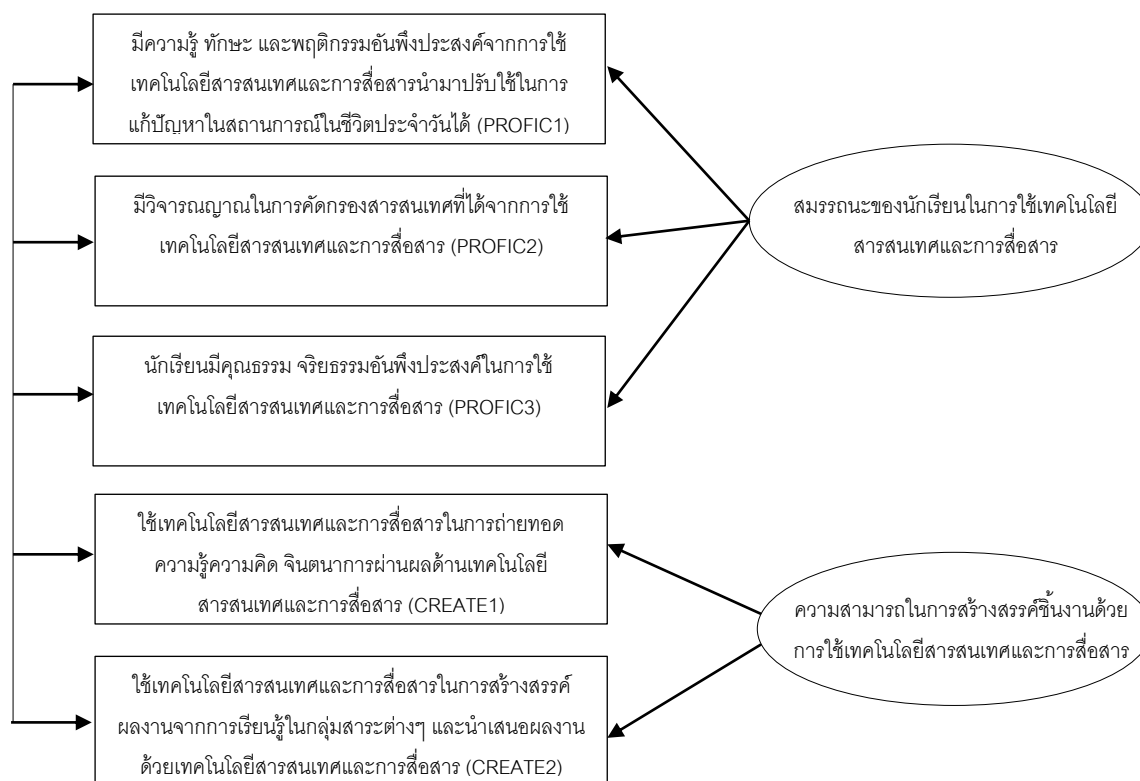 มีความรู้ ทักษะ และพฤติกรรมอันพึงประสงค์จากการใช้
เทคโนโลยีสารสนเทศและการสื่อสารนำมาปรับใช้ในการ
แก้ปัญหาในสถานการณ์ในชีวิตประจำวันได้ (PROFIC1)
มีวิจารณญาณในการคัดกรองสารสนเทศที่ได้จากการใช้
เทคโนโลยีสารสนเทศและการสื่อสาร (PROFIC2)
นักเรียนมีคุณธรรม จริยธรรมอันพึงประสงค์ในการใช้
เทคโนโลยีสารสนเทศและการสื่อสาร (PROFIC3)
สมรรถนะของนักเรียนในการใช้เทคโนโลยี
สารสนเทศและการสื่อสาร
ใช้เทคโนโลยีสารสนเทศและการสื่อสารในการถ่ายทอด
ความรู้ความคิด จินตนาการผ่านผลด้านเทคโนโลยี
สารสนเทศและการสื่อสาร (CREATE1)
ใช้เทคโนโลยีสารสนเทศและการสื่อสารในการสร้างสรรค์
ผลงานจากการเรียนรู้ในกลุ่มสาระต่างๆ และนำเสนอผลงาน
ด้วยเทคโนโลยีสารสนเทศและการสื่อสาร (CREATE2)
ความสามารถในการสร้างสรรค์ชิ้นงานด้วย
การใช้เทคโนโลยีสารสนเทศและการสื่อสาร